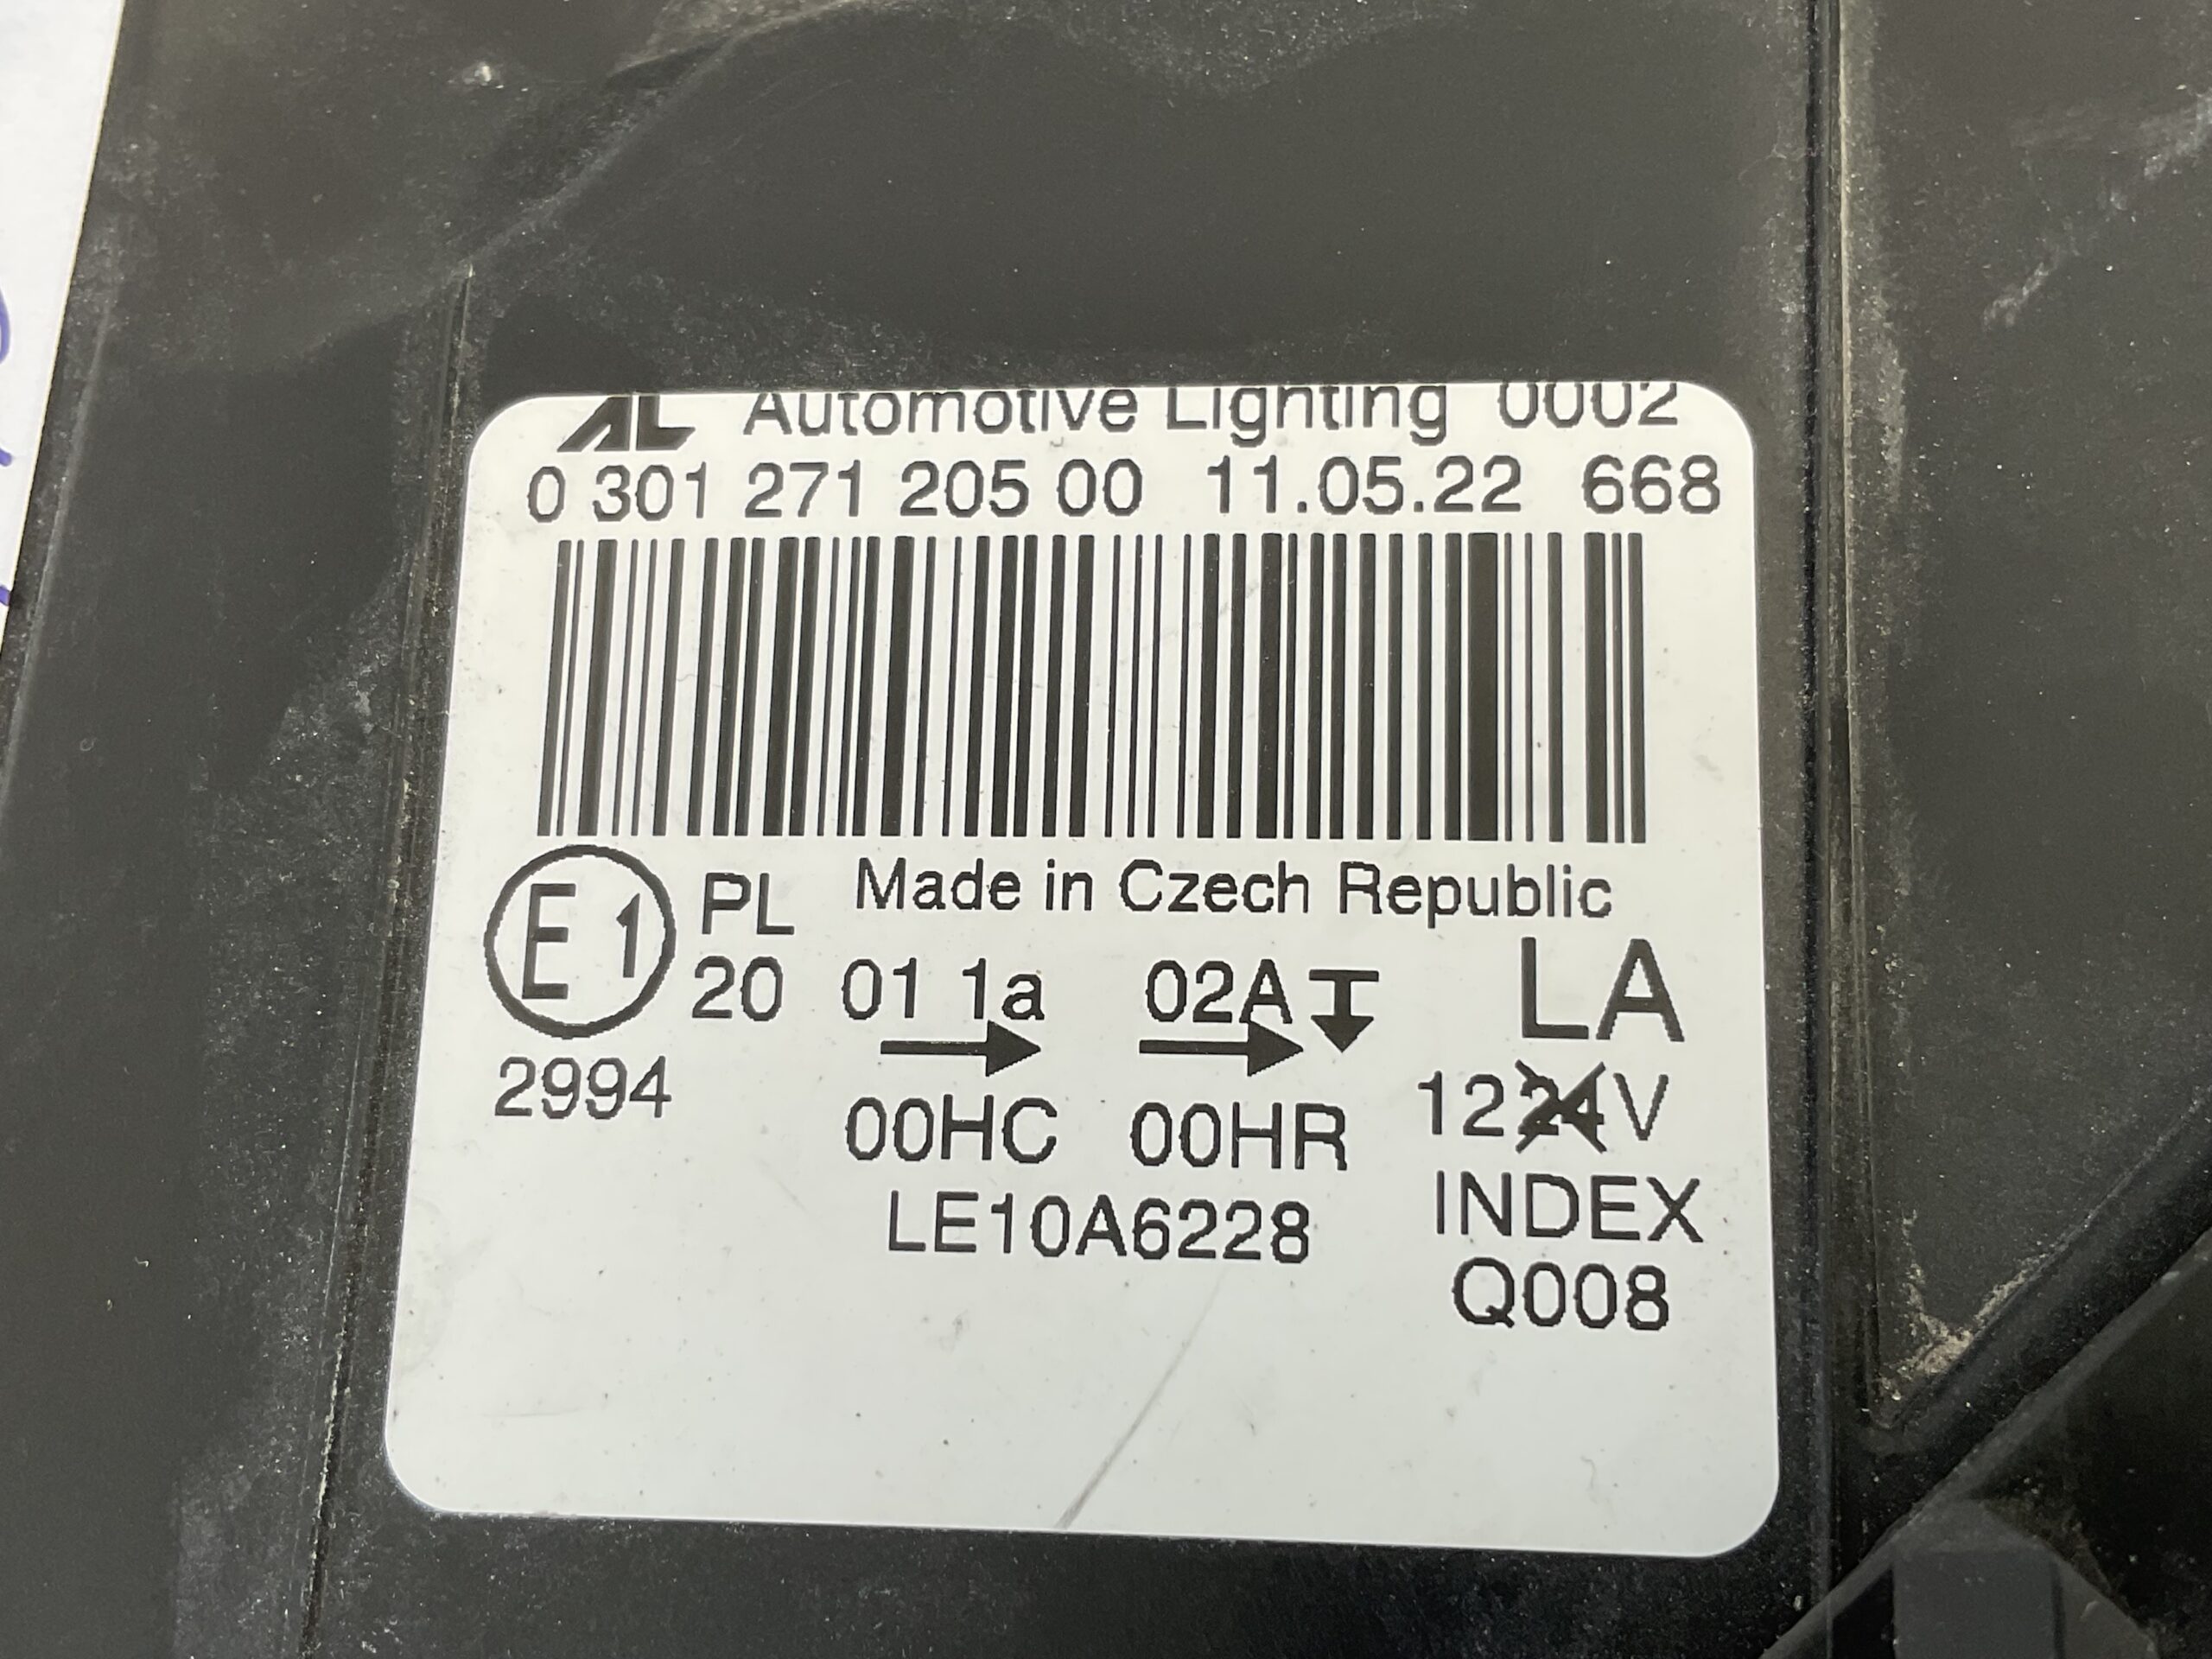 AL Automotive Lighting 0002
0 301 271 205 00 11.05.22 668
Made in Czech Republic
E1 PL
20 01 1a 02A LA
2994
00HC 00HR 1224V
LE10A6228 INDEX
Q008